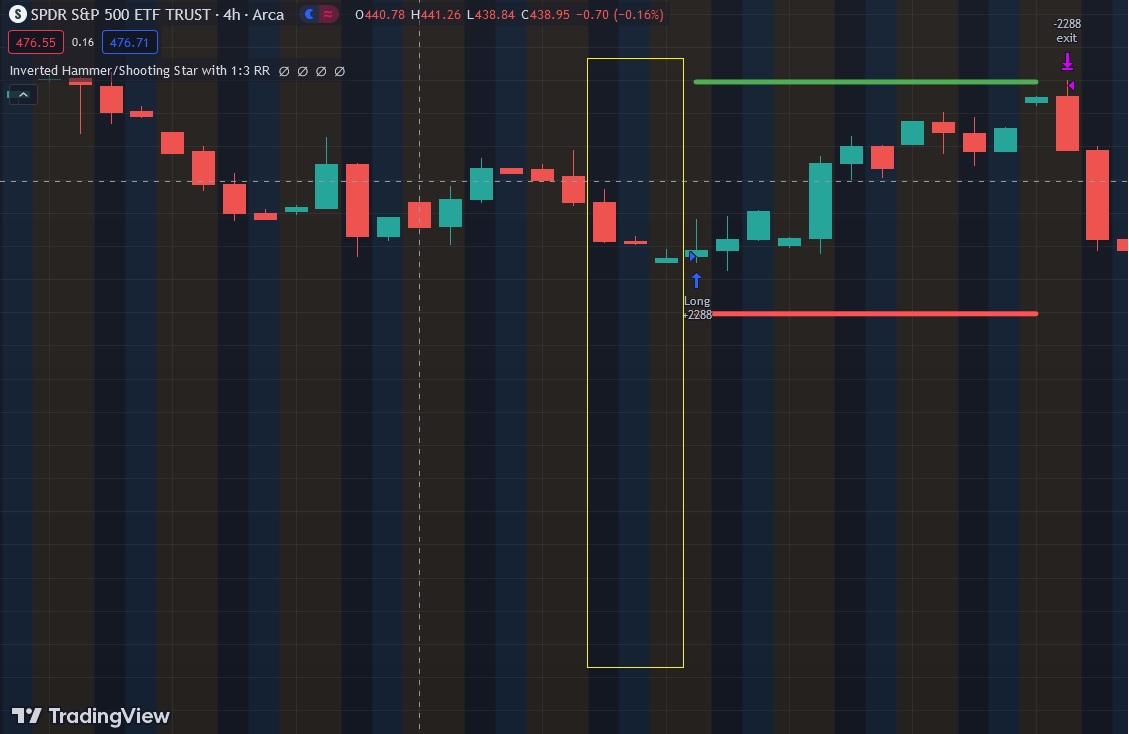 S SPDR S&P 500 ETF TRUST · 4h · Arca O440.78 H441.26 L438.84 C438.95 −0.70 (−0.16%)
476.55 0.16 476.71
Inverted Hammer/Shooting Star with 1:3 RR ∅ ∅ ∅ ∅
-2288
exit
Long
+2288
TradingView